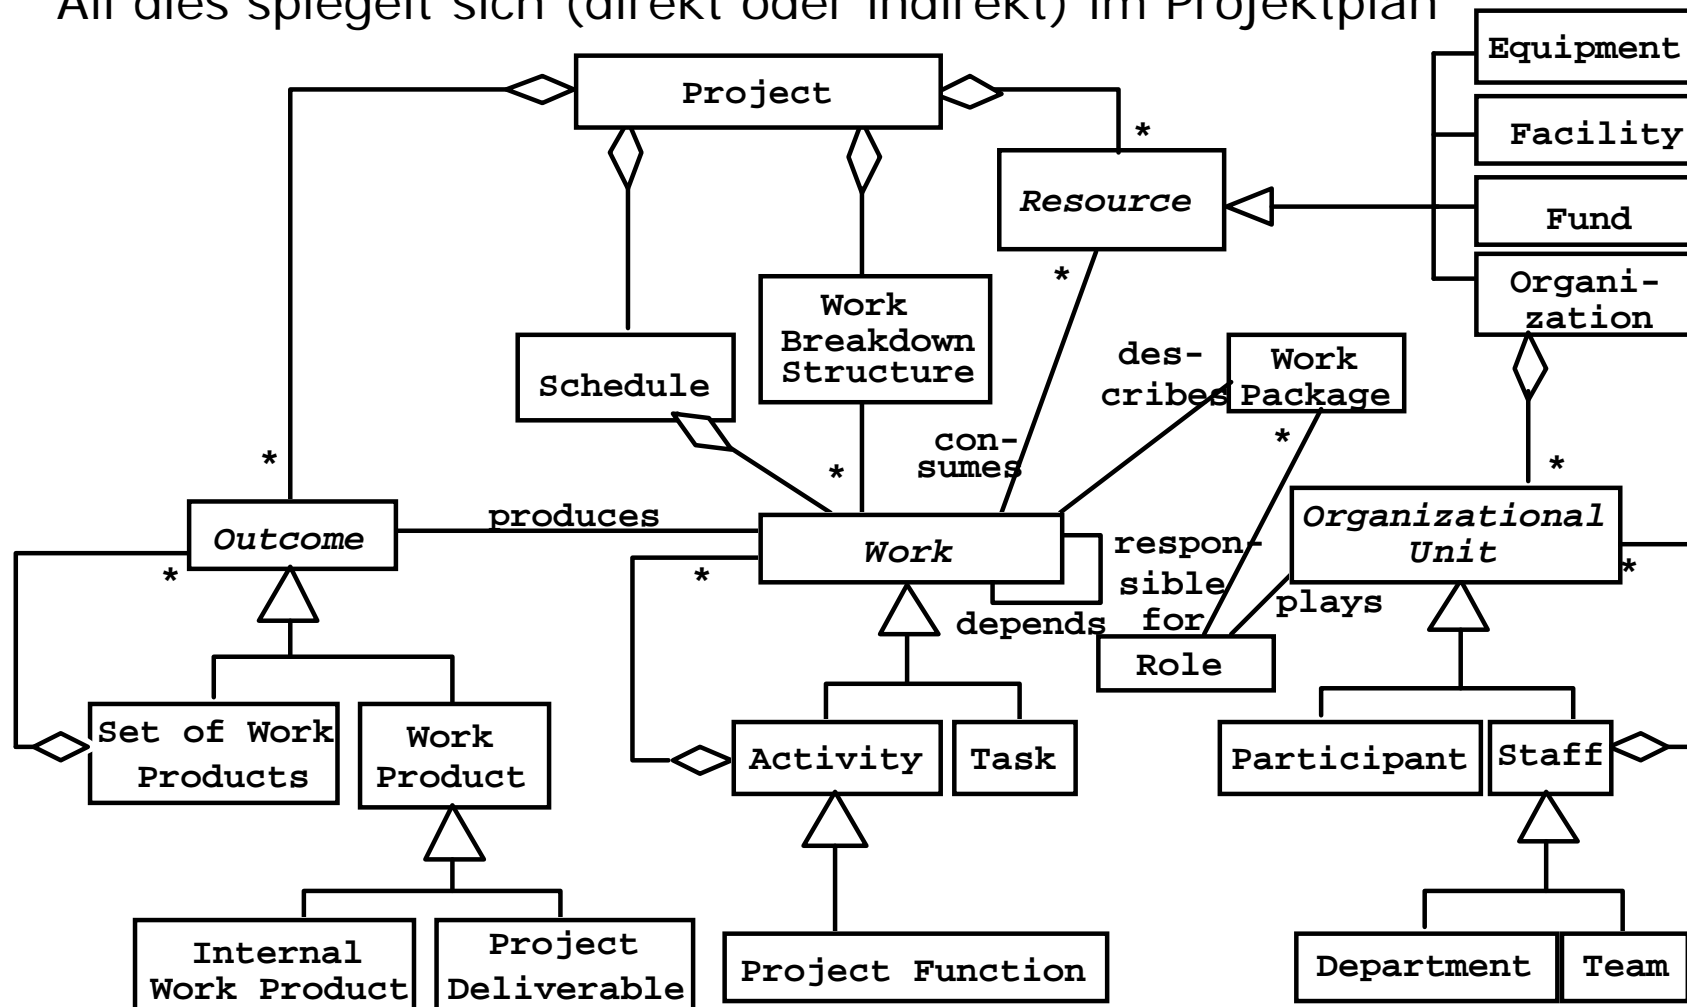 All dies spiegelt sich (direkt oder indirekt) im Projektplan
Equipment
Project
Facility
*
Resource
Fund
*
Organi-
zation
Work
Breakdown
Structure
Schedule
des-
cribes
Work
Package
*
con-
sumes
*
*
*
Outcome
produces
Work
Organizational
Unit
*
*
*
respon-
sible
for
depends
plays
Role
Set of Work
Products
Work
Product
Activity
Task
Participant
Staff
Internal
Work Product
Project
Deliverable
Project Function
Department
Team